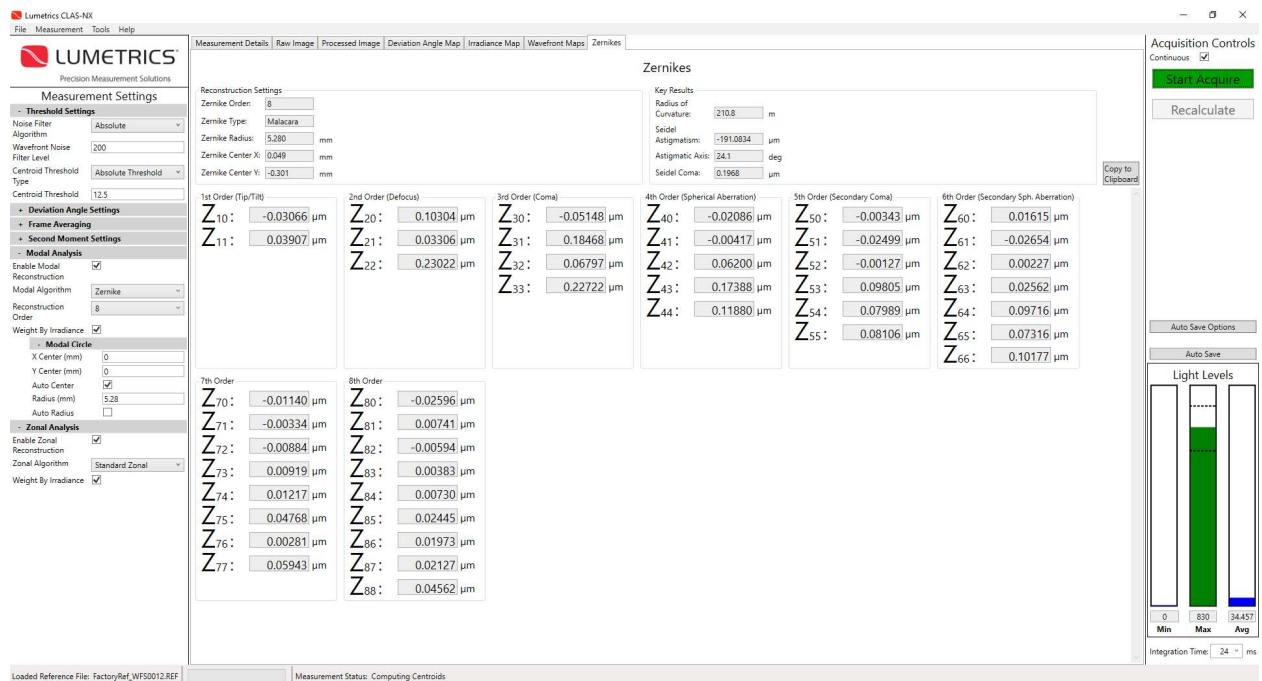 Lumetrics CLAS-NX
File Measurement Tools Help
LUMETRICS
Precision Measurement Solutions
Measurement Settings
- Threshold Settings
Noise Filter Algorithm Absolute
Wavefront Noise Filter Level 200
Centroid Threshold Type Absolute Threshold
Centroid Threshold 12.5
+ Deviation Angle Settings
+ Frame Averaging
+ Second Moment Settings
- Modal Analysis
Enable Modal Reconstruction
Modal Algorithm Zernike
Reconstruction Order 8
Weight By Irradiance
- Modal Circle
X Center (mm) 0
Y Center (mm) 0
Auto Center
Radius (mm) 5.28
Auto Radius
- Zonal Analysis
Enable Zonal Reconstruction
Zonal Algorithm Standard Zonal
Weight By Irradiance
Measurement Details Raw Image Processed Image Deviation Angle Map Irradiance Map Wavefront Maps Zernikes
Zernikes
Reconstruction Settings
Zernike Order: 8
Zernike Type: Malacara
Zernike Radius: 5.280 mm
Zernike Center X: 0.049 mm
Zernike Center Y: -0.301 mm
Key Results
Radius of Curvature: 210.8 m
Seidel Astigmatism: -191.0834 µm
Astigmatic Axis: 24.1 deg
Seidel Coma: 0.1968 µm
Copy to Clipboard
1st Order (Tip/Tilt)
Z10: -0.03066 µm
Z11: 0.03907 µm
2nd Order (Defocus)
Z20: 0.10304 µm
Z21: 0.03306 µm
Z22: 0.23022 µm
3rd Order (Coma)
Z30: -0.05148 µm
Z31: 0.18468 µm
Z32: 0.06797 µm
Z33: 0.22722 µm
4th Order (Spherical Aberration)
Z40: -0.02086 µm
Z41: -0.00417 µm
Z42: 0.06200 µm
Z43: 0.17388 µm
Z44: 0.11880 µm
5th Order (Secondary Coma)
Z50: -0.00343 µm
Z51: -0.02499 µm
Z52: -0.00127 µm
Z53: 0.09805 µm
Z54: 0.07989 µm
Z55: 0.08106 µm
6th Order (Secondary Sph. Aberration)
Z60: 0.01615 µm
Z61: -0.02654 µm
Z62: 0.00227 µm
Z63: 0.02562 µm
Z64: 0.09716 µm
Z65: 0.07316 µm
Z66: 0.10177 µm
7th Order
Z70: -0.01140 µm
Z71: -0.00334 µm
Z72: -0.00884 µm
Z73: 0.00919 µm
Z74: 0.01217 µm
Z75: 0.04768 µm
Z76: 0.00281 µm
Z77: 0.05943 µm
8th Order
Z80: -0.02596 µm
Z81: 0.00741 µm
Z82: -0.00594 µm
Z83: 0.00383 µm
Z84: 0.00730 µm
Z85: 0.02445 µm
Z86: 0.01973 µm
Z87: 0.02127 µm
Z88: 0.04562 µm
Acquisition Controls
Continuous
Start Acquire
Recalculate
Auto Save Options
Auto Save
Light Levels
0 830 34.457
Min Max Avg
Integration Time: 24 ms
Loaded Reference File: FactoryRef_WFS0012.REF
Measurement Status: Computing Centroids